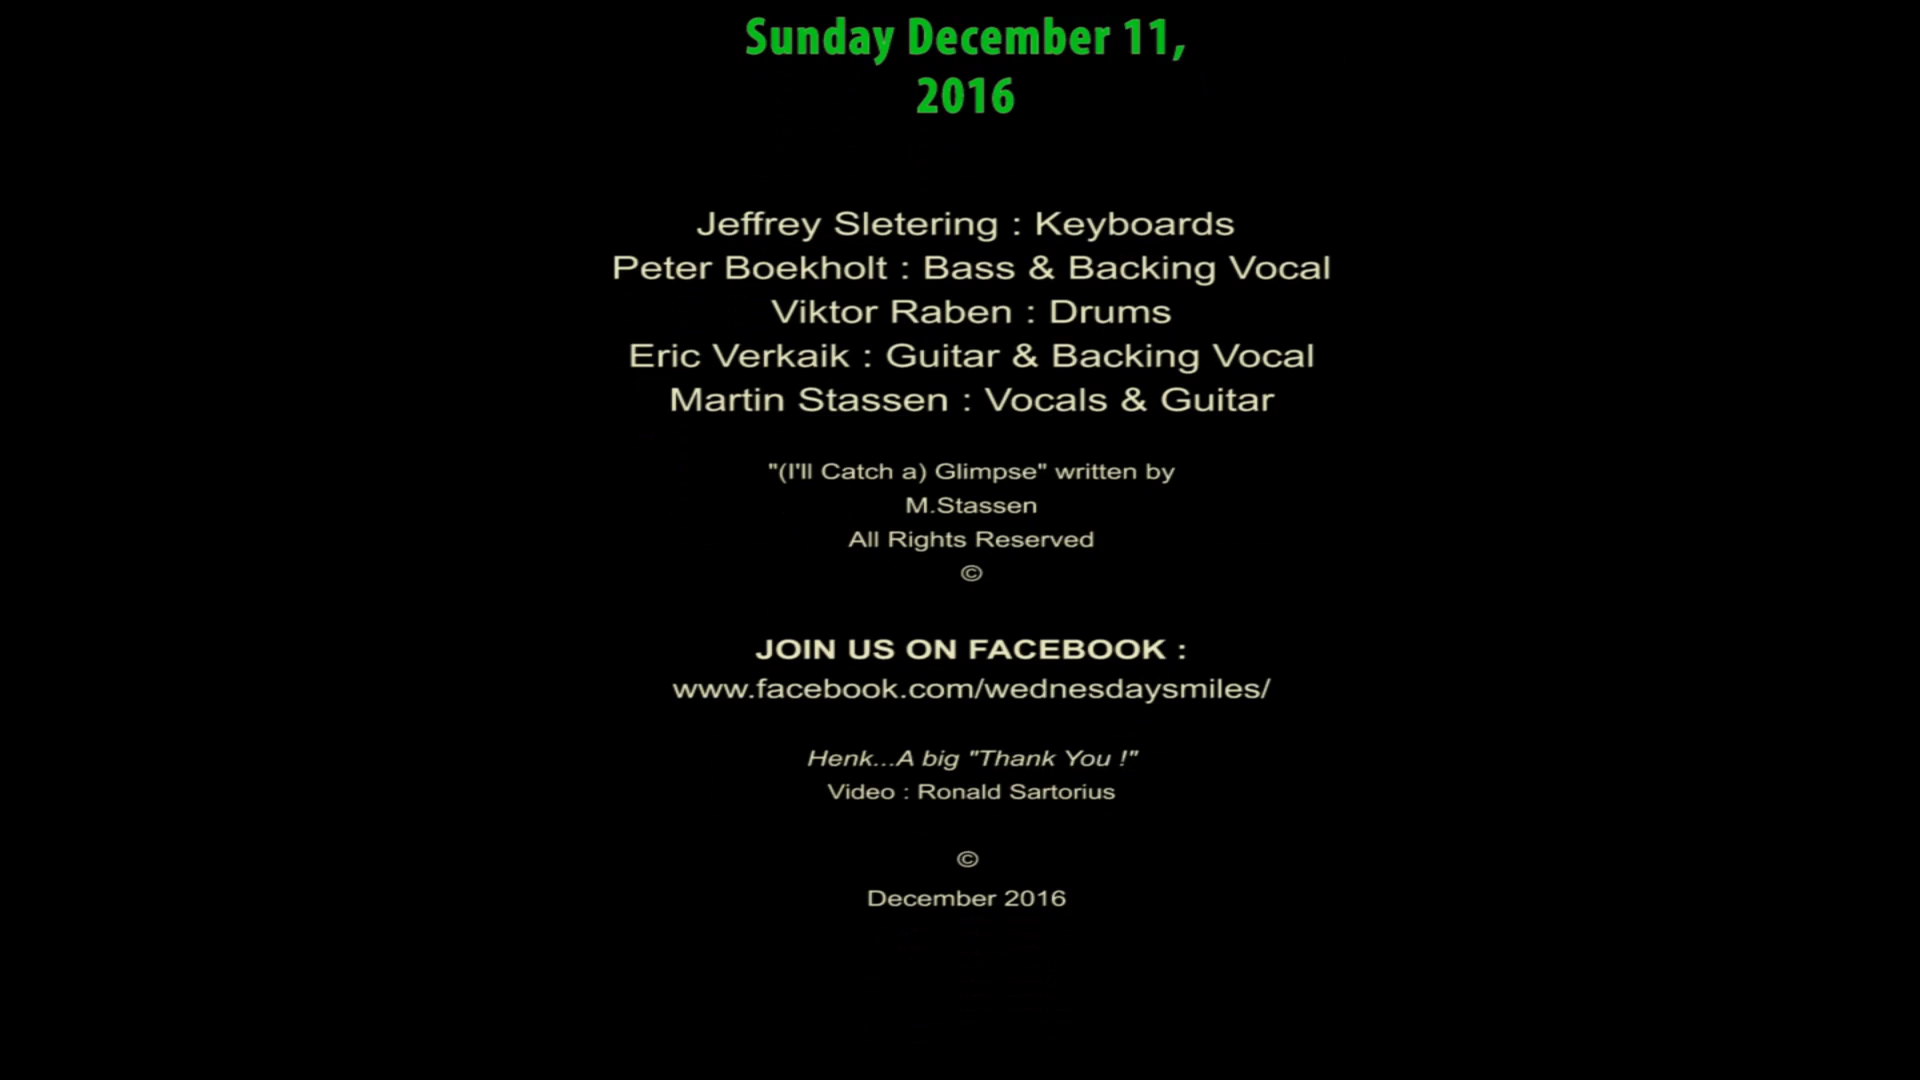 Sunday December 11,
2016
Jeffrey Sletering : Keyboards
Peter Boekholt : Bass & Backing Vocal
Viktor Raben : Drums
Eric Verkaik : Guitar & Backing Vocal
Martin Stassen : Vocals & Guitar
"(I'll Catch a) Glimpse" written by
M.Stassen
All Rights Reserved
©
JOIN US ON FACEBOOK :
www.facebook.com/wednesdaysmiles/
Henk...A big "Thank You !"
Video : Ronald Sartorius
©
December 2016